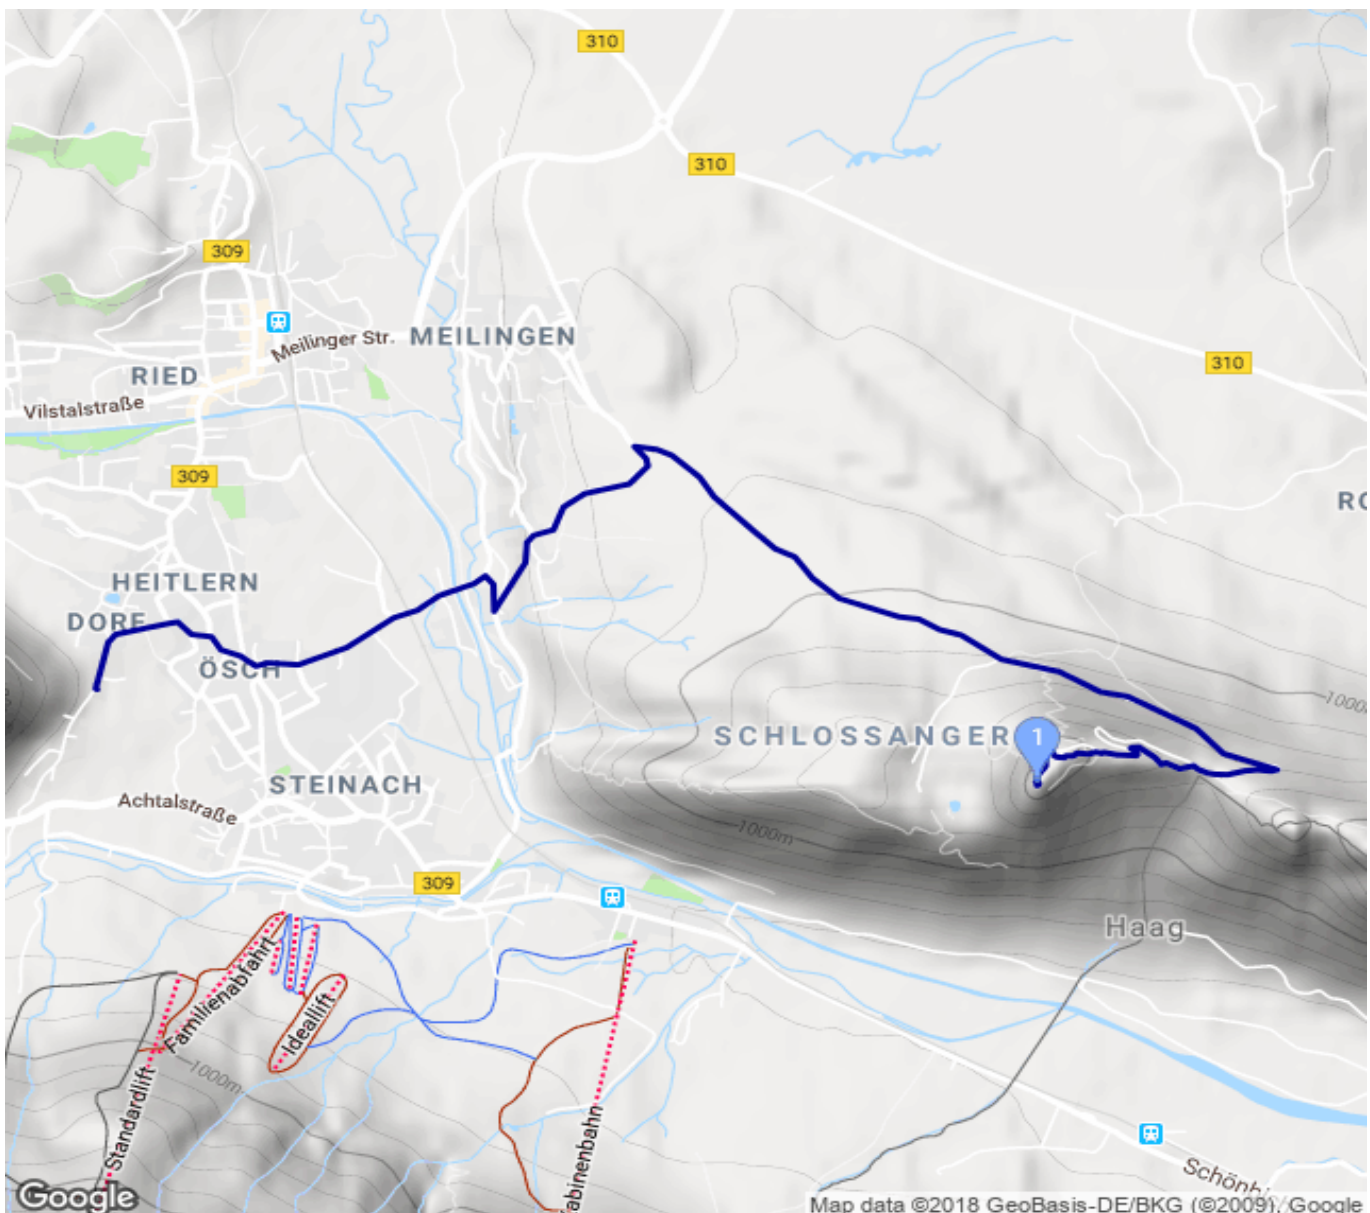 310
310
309
MEILINGEN
Meilinger Str.
310
RIED
Vilstalstraße
309
RO
HEITLERN
DORF
ÖSCH
SCHLOSSANGER
1
1000m
STEINACH
Achtalstraße
1000m
309
Haag
Familienabfahrt
Ideallift
1000m
Standardlift
abinenbahn
Google
Map data ©2018 GeoBasis-DE/BKG (©2009), Google